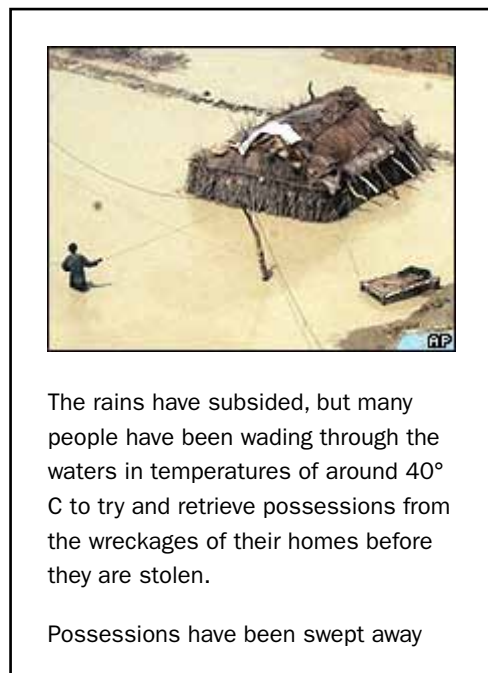 AP
The rains have subsided, but many
people have been wading through the
waters in temperatures of around 40°
C to try and retrieve possessions from
the wreckages of their homes before
they are stolen.
Possessions have been swept away